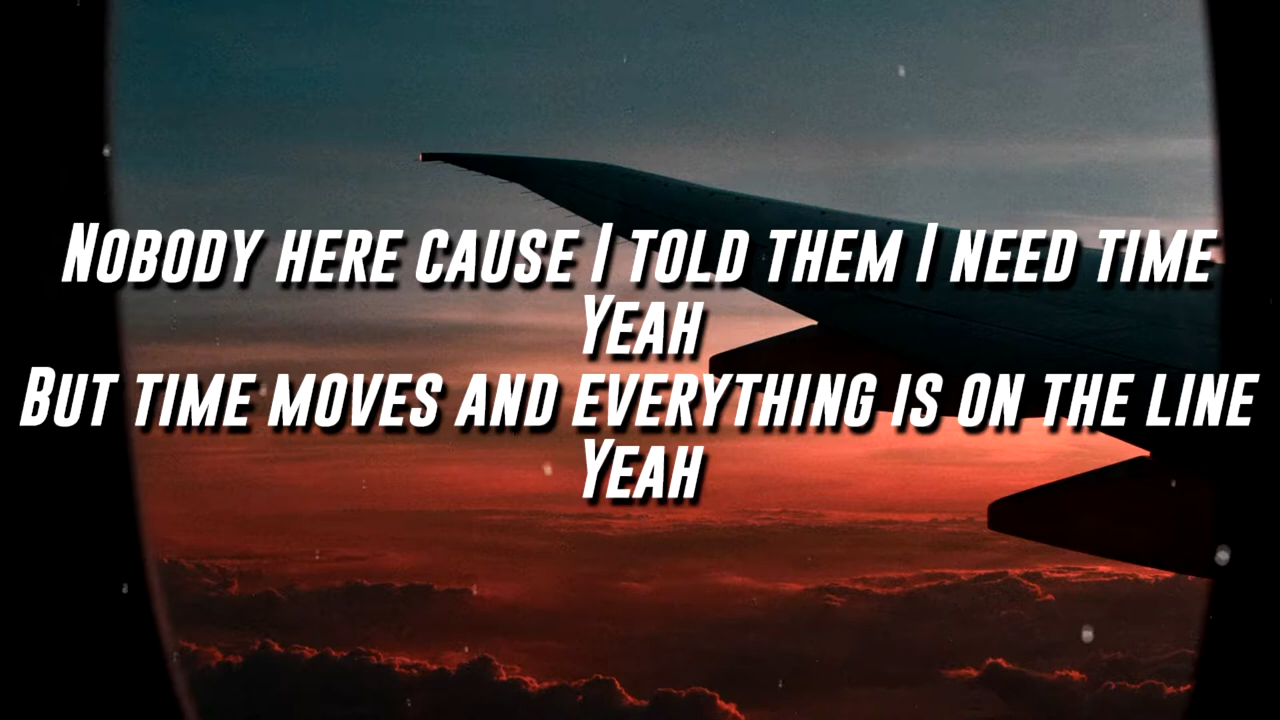 Nobody here cause I told them I need time
Yeah
But time moves and everything is on the line
Yeah